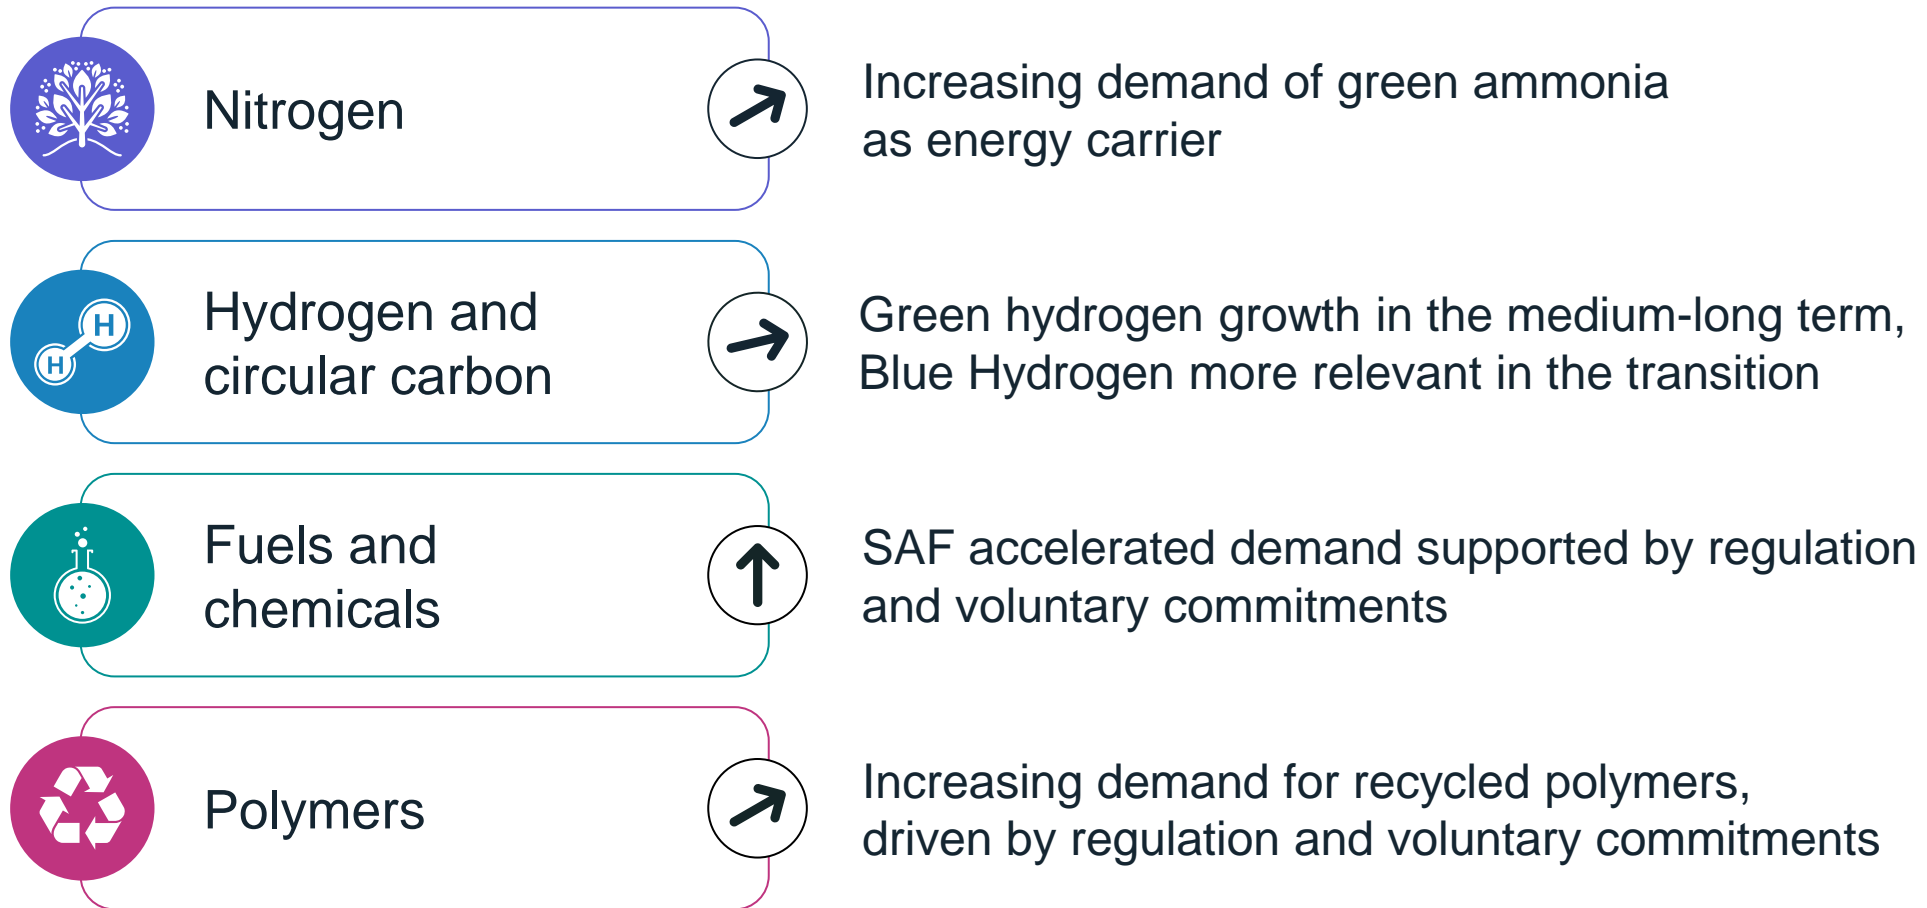 Nitrogen
Increasing demand of green ammonia
as energy carrier
H
H
Hydrogen and
circular carbon
Green hydrogen growth in the medium-long term,
Blue Hydrogen more relevant in the transition
Fuels and
chemicals
SAF accelerated demand supported by regulation
and voluntary commitments
Polymers
Increasing demand for recycled polymers,
driven by regulation and voluntary commitments